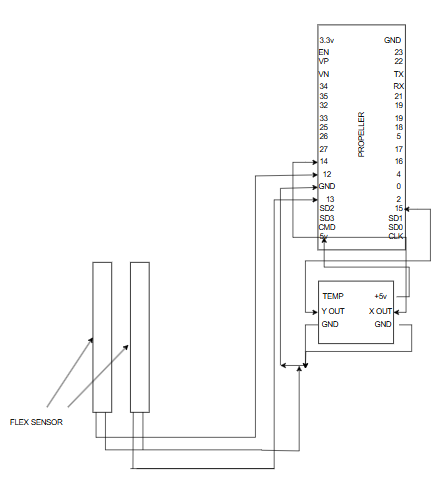 3.3v GND
EN 23
VP 22
VN TX
34 RX
35 21
32 19
33 19
25 18
26 5
27 17
14 16
12 4
GND 0
13 2
SD2 15
SD3 SD1
CMD SD0
5v CLK
PROPELLER
TEMP +5v
Y OUT X OUT
GND GND
FLEX SENSOR